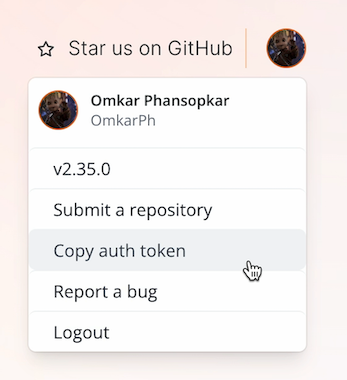 Star us on GitHub
Omkar Phansopkar
OmkarPh
v2.35.0
Submit a repository
Copy auth token
Report a bug
Logout